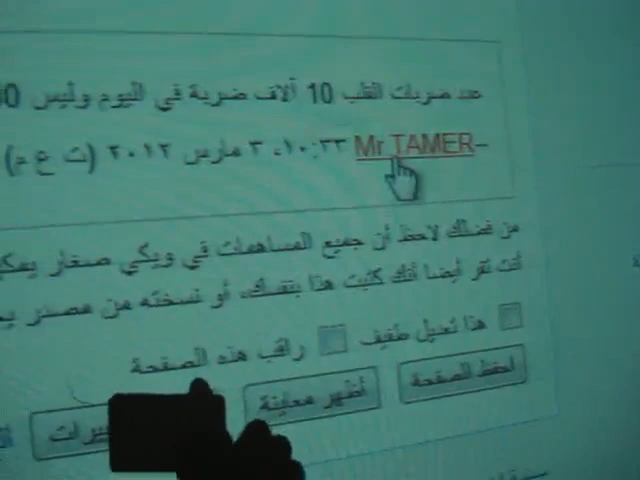 عدد ضربات القلب 10 آلاف ضربة في اليوم وليس
–Mr TAMER ١٠:٣٣، ٣ مارس ٢٠١٢ (ت ع م)
من فضلك لاحظ أن جميع المساهمات في ويكي صغار
أنت تقر أيضا أنك كتبت هذا بنفسك، أو نسخته من مصدر
هذا تعديل طفيف راقب هذه الصفحة
احفظ الصفحة أظهر معاينة